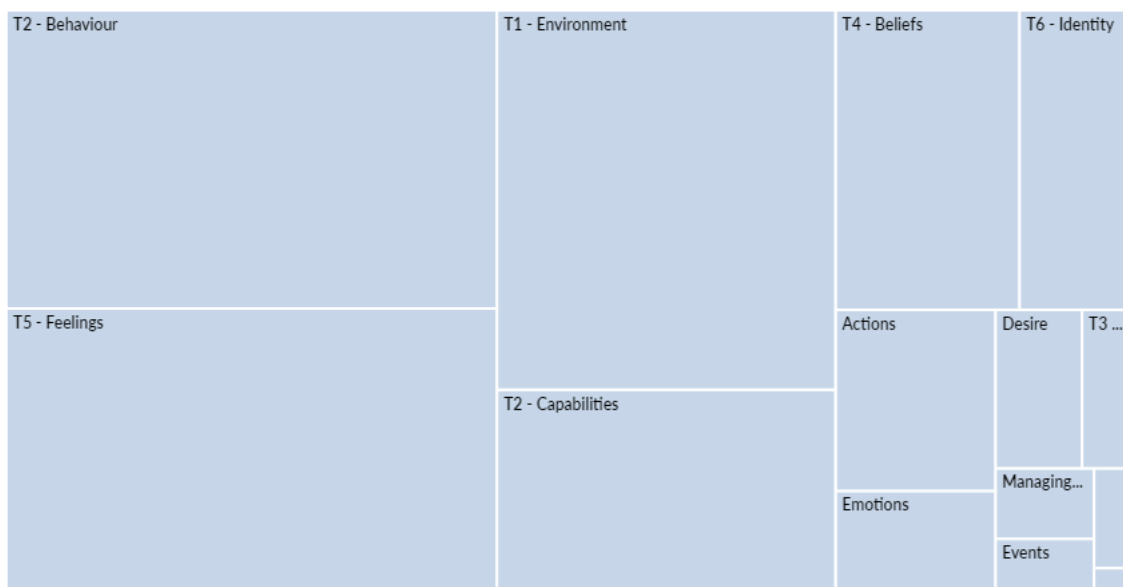 T2 - Behaviour
T1 - Environment
T4 - Beliefs
T6 - Identity
T5 - Feelings
Actions
Desire
T3 ...
T2 - Capabilities
Managing...
Emotions
Events